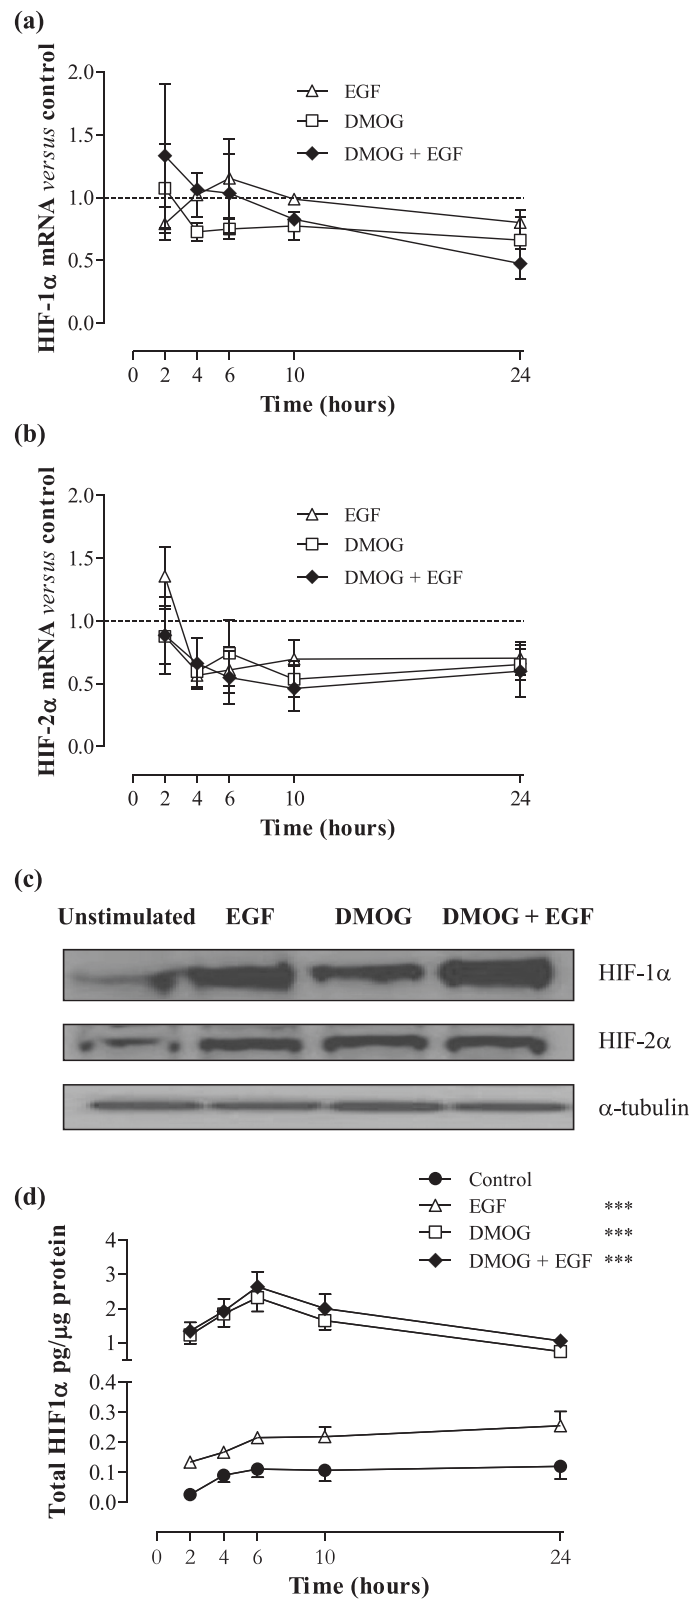 (a)
HIF-1α mRNA versus control
2.0
1.5
1.0
0.5
0.0
EGF
DMOG
DMOG + EGF
0 2 4 6 10 24
Time (hours)
(b)
HIF-2α mRNA versus control
2.0
1.5
1.0
0.5
0.0
EGF
DMOG
DMOG + EGF
0 2 4 6 10 24
Time (hours)
(c)
Unstimulated EGF DMOG DMOG + EGF
HIF-1α
HIF-2α
α-tubulin
(d)
Control
EGF ***
DMOG ***
DMOG + EGF ***
Total HIF1α pg/μg protein
4
3
2
1
0.4
0.3
0.2
0.1
0.0
0 2 4 6 10 24
Time (hours)